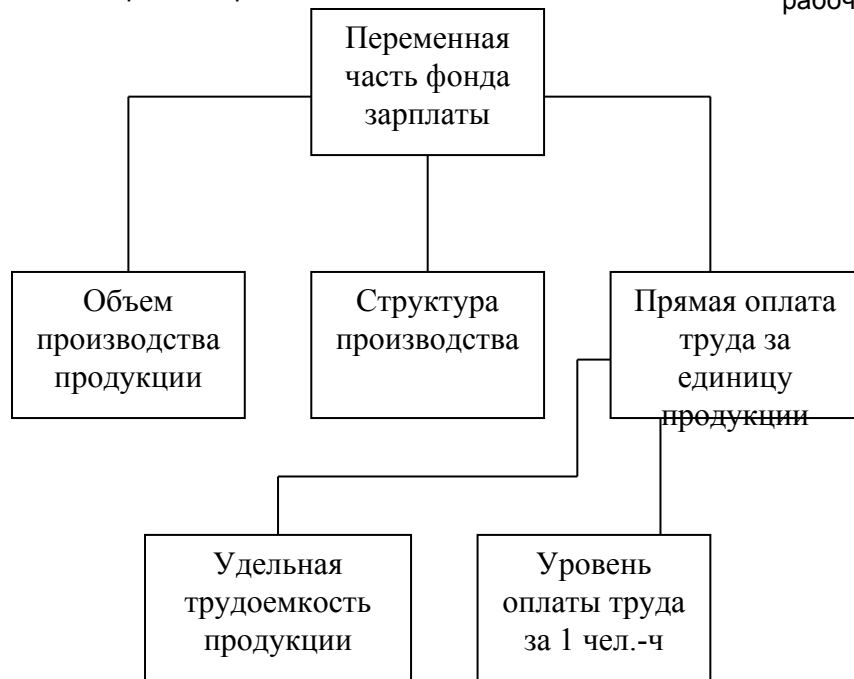 рабоч
Переменная
часть фонда
зарплаты
Объем
производства
продукции
Структура
производства
Прямая оплата
труда за
единицу
продукции
Удельная
трудоемкость
продукции
Уровень
оплаты труда
за 1 чел.-ч